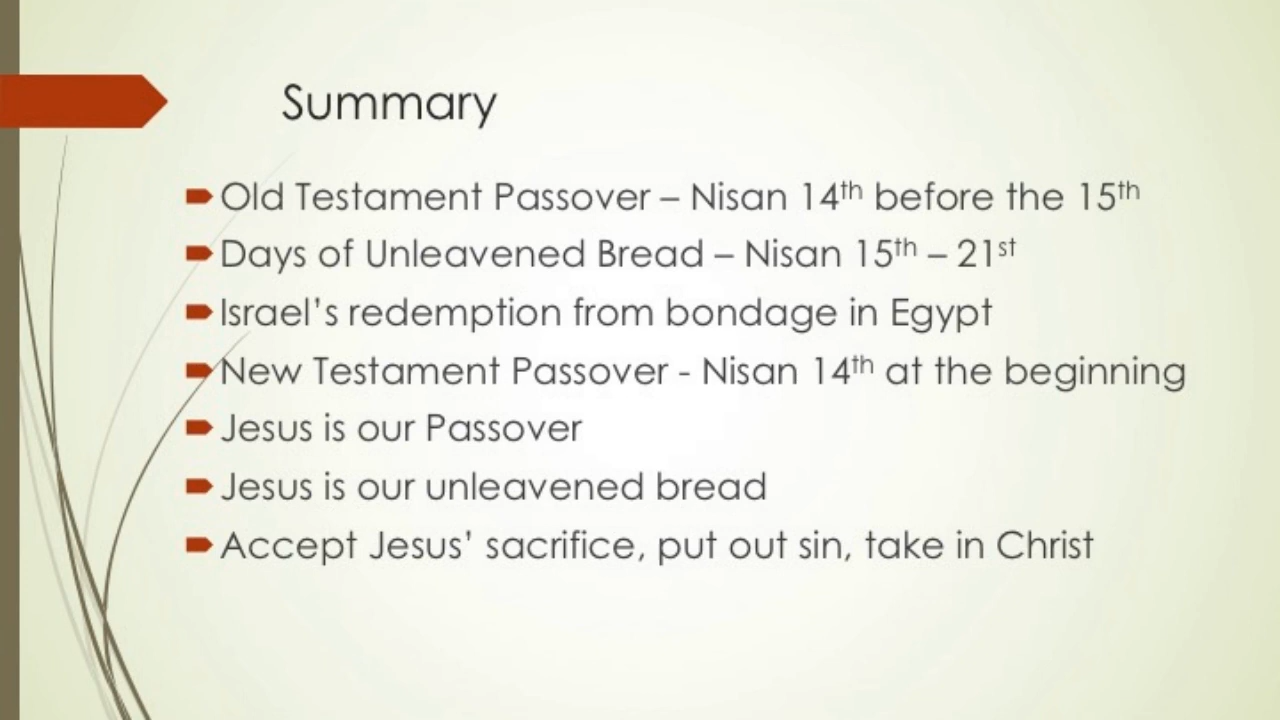 Summary
Old Testament Passover – Nisan 14th before the 15th
Days of Unleavened Bread – Nisan 15th – 21st
Israel’s redemption from bondage in Egypt
New Testament Passover - Nisan 14th at the beginning
Jesus is our Passover
Jesus is our unleavened bread
Accept Jesus’ sacrifice, put out sin, take in Christ